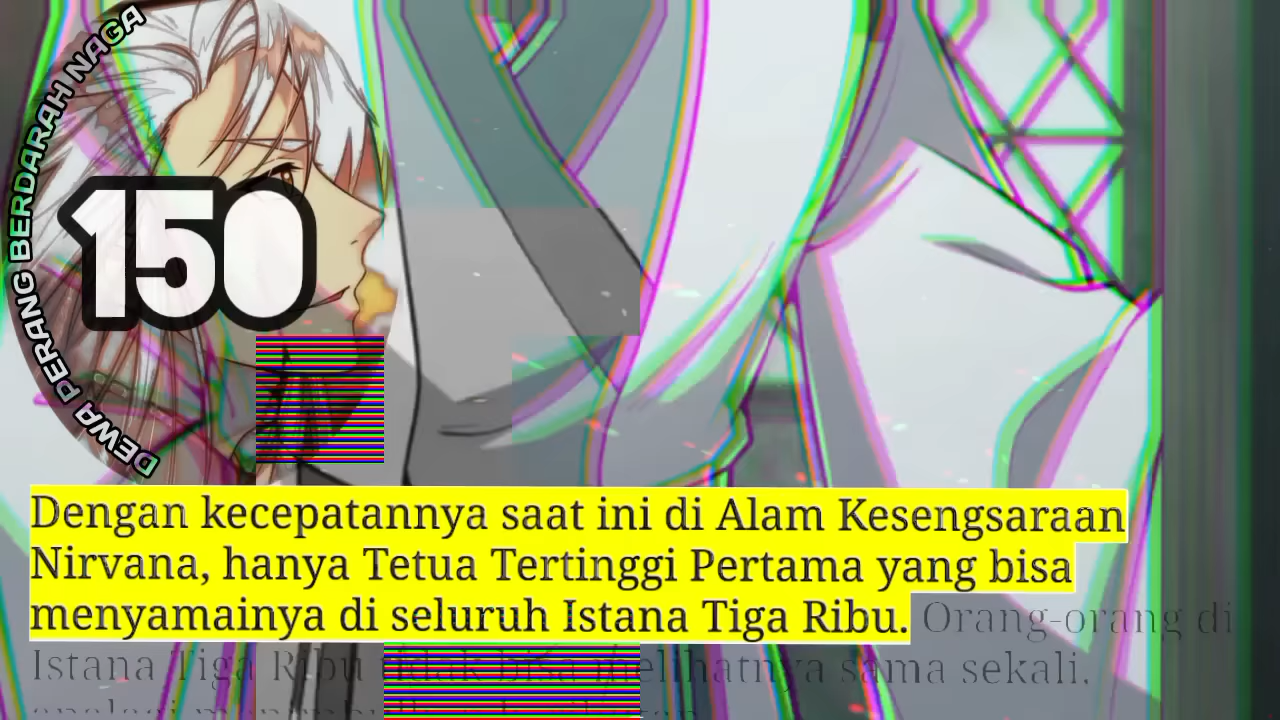 DEWA PERANG BERDARAH NAGA
150
Dengan kecepatannya saat ini di Alam Kesengsaraan
Nirvana, hanya Tetua Tertinggi Pertama yang bisa
menyamainya di seluruh Istana Tiga Ribu. Orang-orang di
Istana Tiga Ribu tidak bisa melihatnya sama sekali,